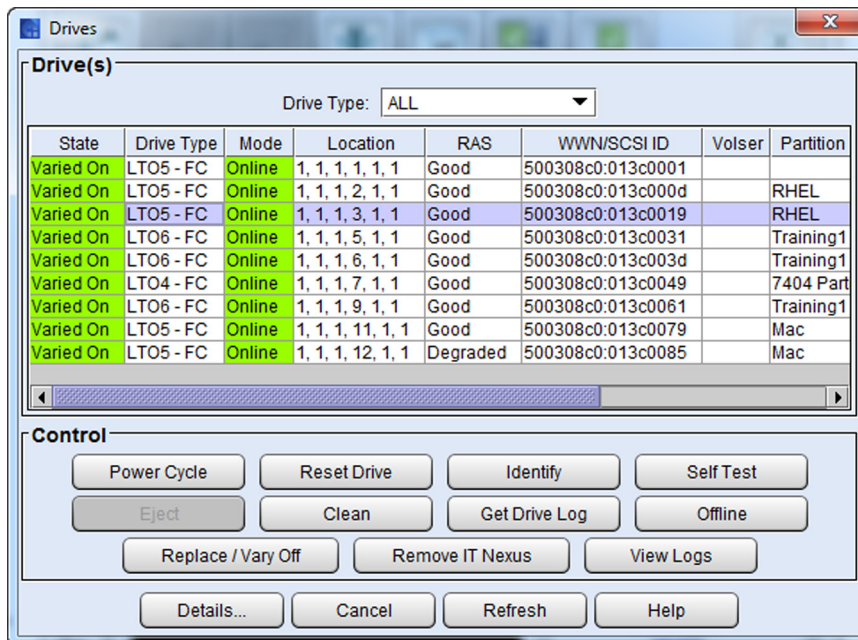 Drives
Drive(s)
Drive Type: ALL
State Drive Type Mode Location RAS WWN/SCSI ID Volser Partition
Varied On LTO5 - FC Online 1, 1, 1, 1, 1, 1 Good 500308c0:013c0001
Varied On LTO5 - FC Online 1, 1, 1, 2, 1, 1 Good 500308c0:013c000d RHEL
Varied On LTO5 - FC Online 1, 1, 1, 3, 1, 1 Good 500308c0:013c0019 RHEL
Varied On LTO6 - FC Online 1, 1, 1, 5, 1, 1 Good 500308c0:013c0031 Training1
Varied On LTO6 - FC Online 1, 1, 1, 6, 1, 1 Good 500308c0:013c003d Training1
Varied On LTO4 - FC Online 1, 1, 1, 7, 1, 1 Good 500308c0:013c0049 7404 Part
Varied On LTO6 - FC Online 1, 1, 1, 9, 1, 1 Good 500308c0:013c0061 Training1
Varied On LTO5 - FC Online 1, 1, 1, 11, 1, 1 Good 500308c0:013c0079 Mac
Varied On LTO5 - FC Online 1, 1, 1, 12, 1, 1 Degraded 500308c0:013c0085 Mac
Control
Power Cycle Reset Drive Identify Self Test
Eject Clean Get Drive Log Offline
Replace / Vary Off Remove IT Nexus View Logs
Details... Cancel Refresh Help